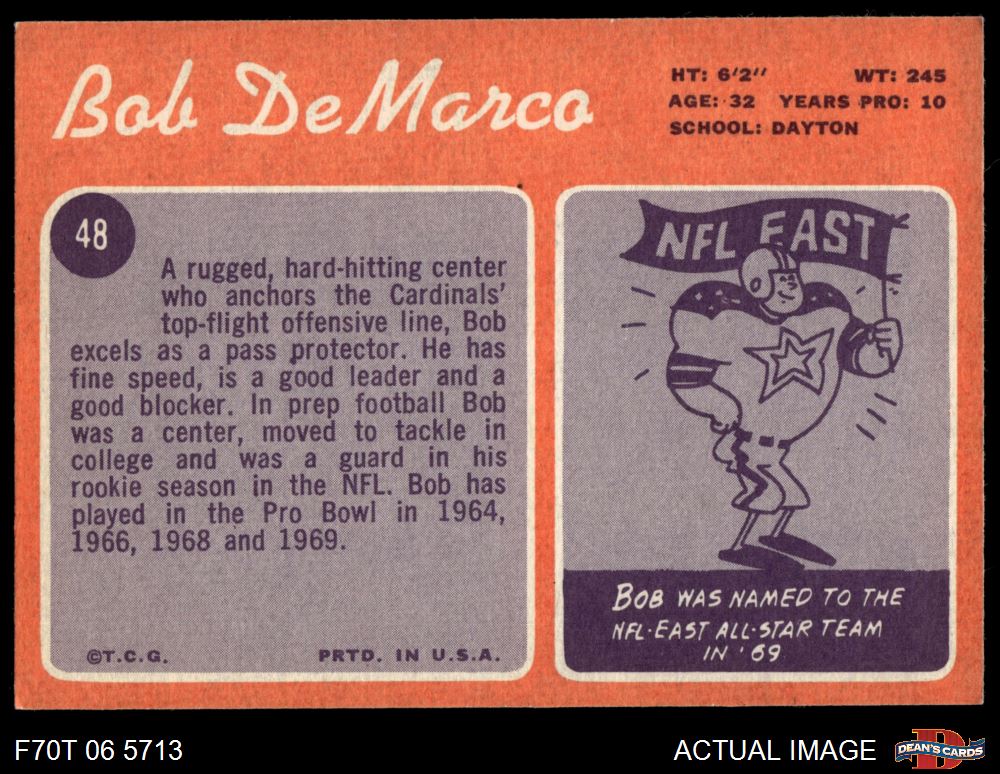 Bob DeMarco
HT: 6'2" WT: 245
AGE: 32 YEARS PRO: 10
SCHOOL: DAYTON
48
A rugged, hard-hitting center
who anchors the Cardinals'
top-flight offensive line, Bob
excels as a pass protector. He has
fine speed, is a good leader and a
good blocker. In prep football Bob
was a center, moved to tackle in
college and was a guard in his
rookie season in the NFL. Bob has
played in the Pro Bowl in 1964,
1966, 1968 and 1969.
©T.C.G. PRTD. IN U.S.A.
NFL EAST
BOB WAS NAMED TO THE
NFL-EAST ALL-STAR TEAM
IN '69
F70T 06 5713
ACTUAL IMAGE
D
DEAN'S CARDS